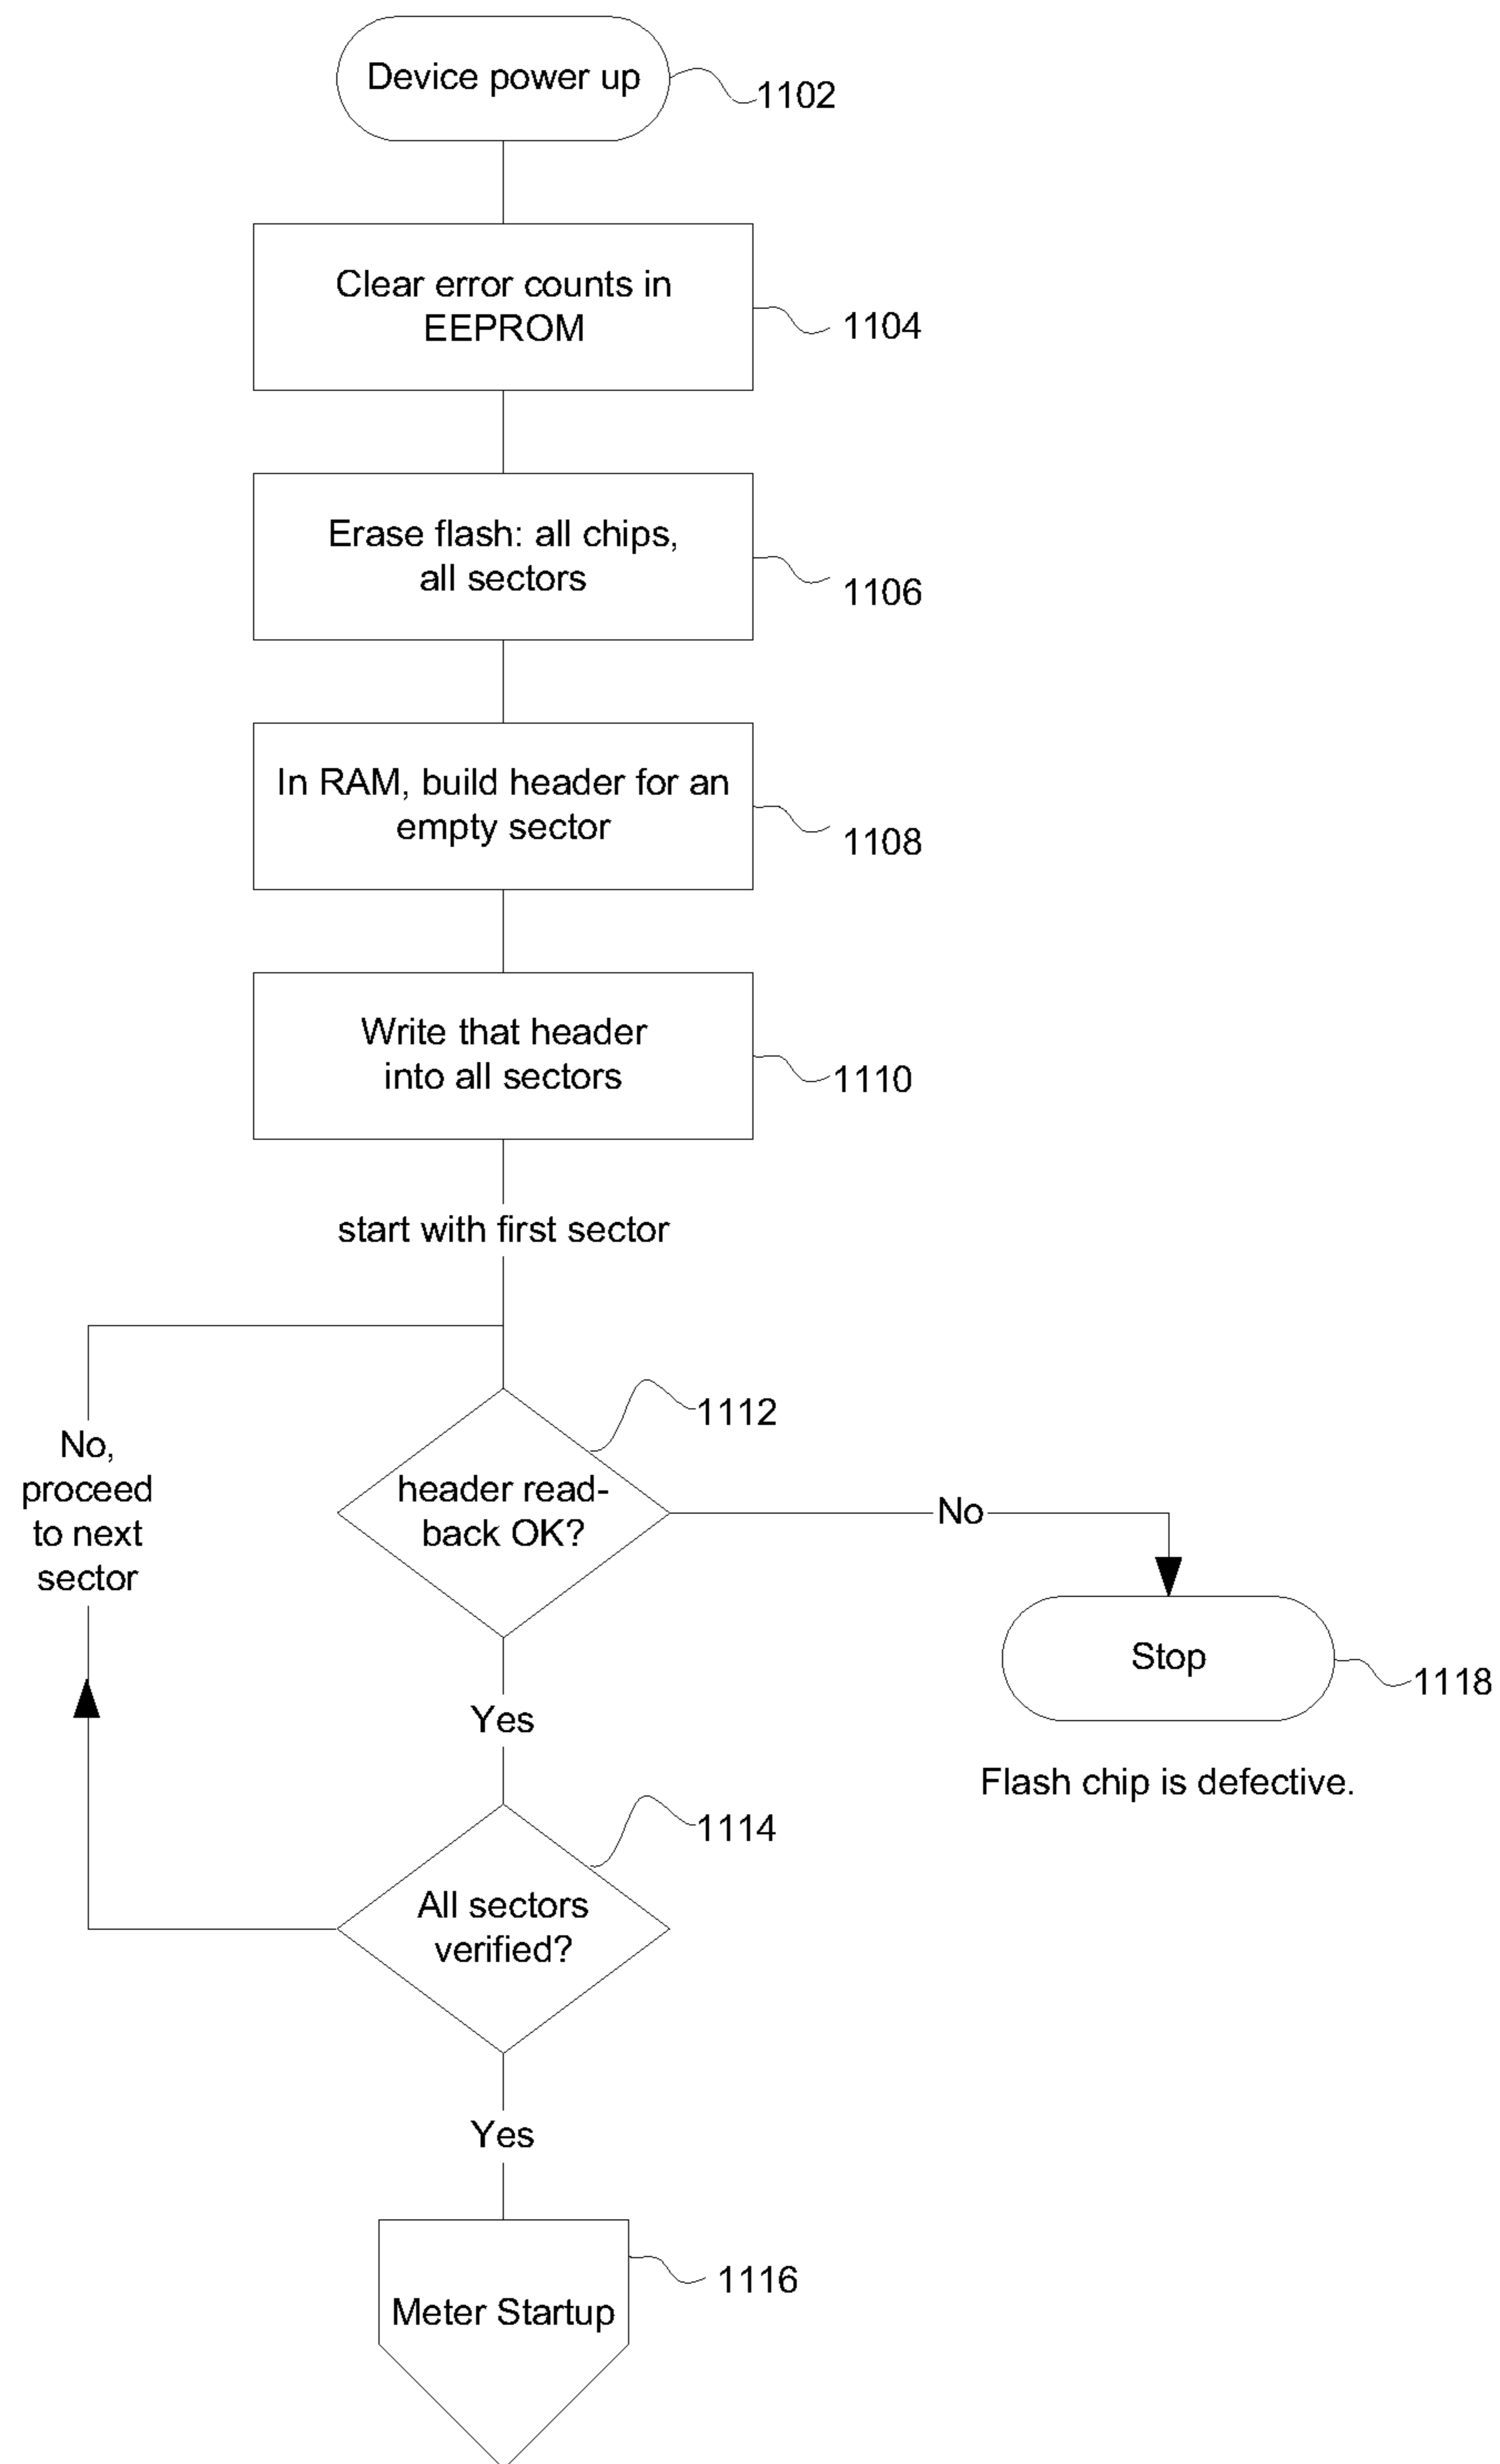 Device power up
1102
Clear error counts in
EEPROM
1104
Erase flash: all chips,
all sectors
1106
In RAM, build header for an
empty sector
1108
Write that header
into all sectors
1110
start with first sector
1112
No,
proceed
to next
sector
header read-
back OK?
No
Stop
1118
Flash chip is defective.
Yes
1114
All sectors
verified?
Yes
1116
Meter Startup